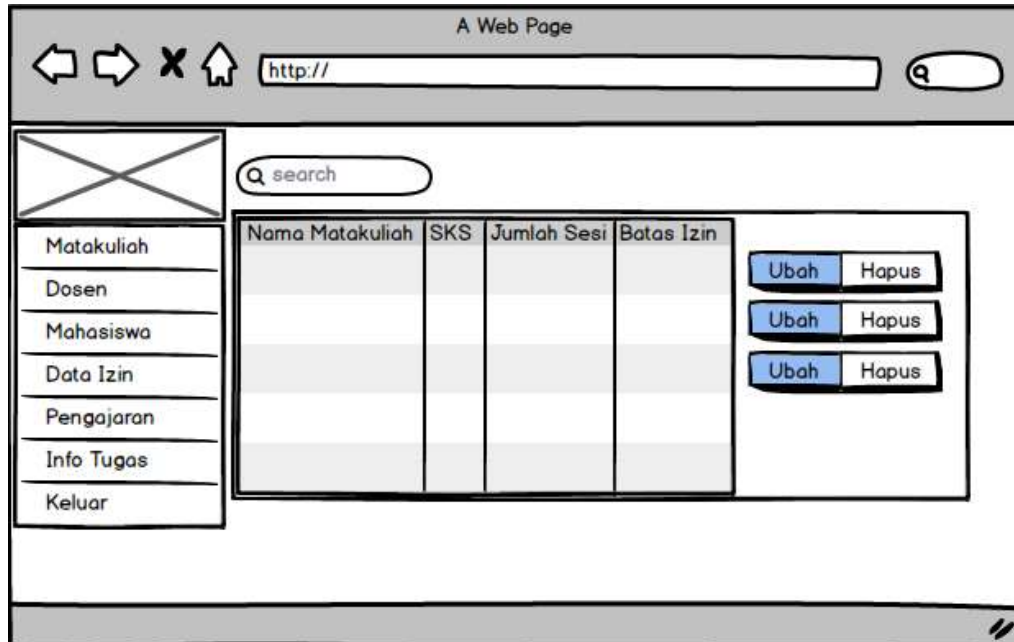 A Web Page
http://
search
Matakuliah
Dosen
Mahasiswa
Data Izin
Pengajaran
Info Tugas
Keluar
Nama Matakuliah SKS Jumlah Sesi Batas Izin
Ubah Hapus
Ubah Hapus
Ubah Hapus